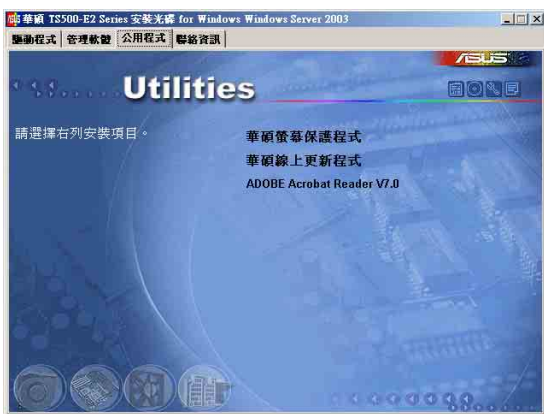 華碩 TS500-E2 Series 安裝光碟 for Windows Windows Server 2003
驅動程式 管理軟體 公用程式 聯絡資訊
ASUS
Utilities
請選擇右列安裝項目。
華碩螢幕保護程式
華碩線上更新程式
ADOBE Acrobat Reader V7.0